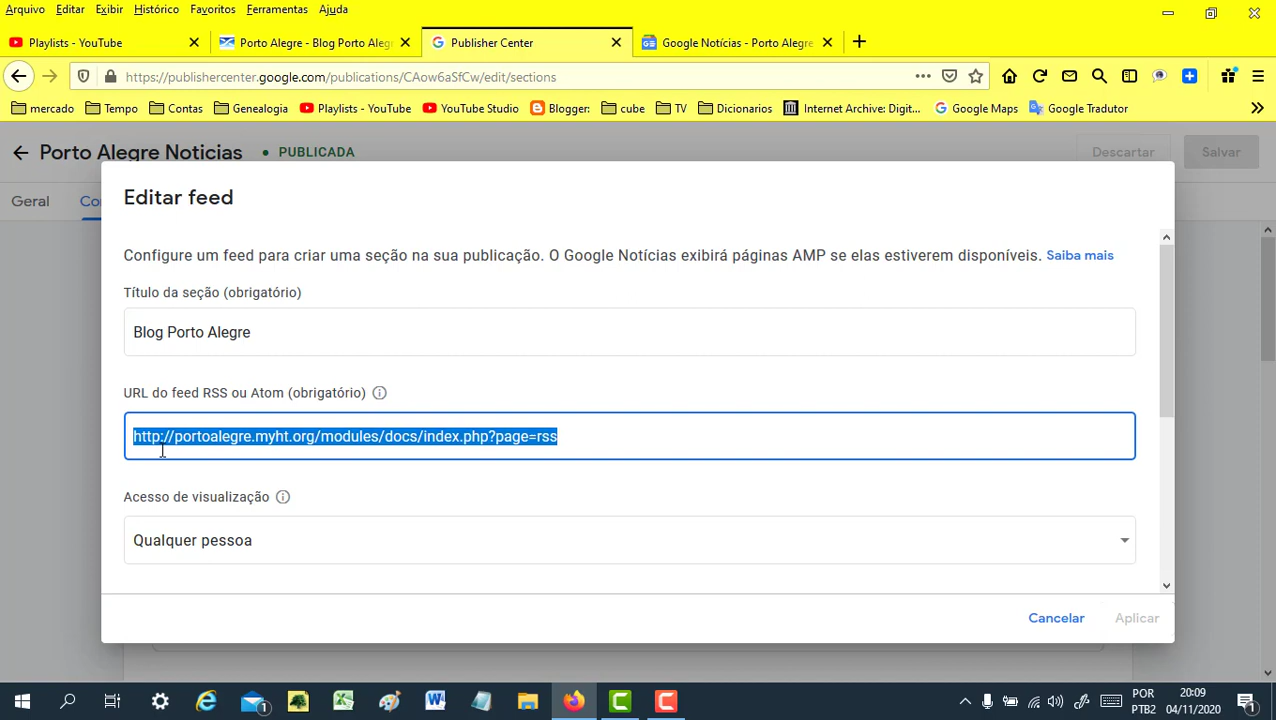 Arquivo Editar Exibir Histórico Favoritos Ferramentas Ajuda
Playlists - YouTube
Porto Alegre - Blog Porto Aleg
Publisher Center
Google Notícias - Porto Alegre
https://publishercenter.google.com/publications/CAow6aSfCw/edit/sections
mercado Tempo Contas Genealogia Playlists - YouTube YouTube Studio Blogger: cube TV Dicionarios Internet Archive: Digit... Google Maps Google Tradutor
Porto Alegre Noticias • PUBLICADA Descartar Salvar
Geral Co
Editar feed
Configure um feed para criar uma seção na sua publicação. O Google Notícias exibirá páginas AMP se elas estiverem disponíveis. Saiba mais
Título da seção (obrigatório)
Blog Porto Alegre
URL do feed RSS ou Atom (obrigatório)
http://portoalegre.myht.org/modules/docs/index.php?page=rss
Acesso de visualização
Qualquer pessoa
Cancelar Aplicar
POR 20:09
PTB2 04/11/2020
1
1